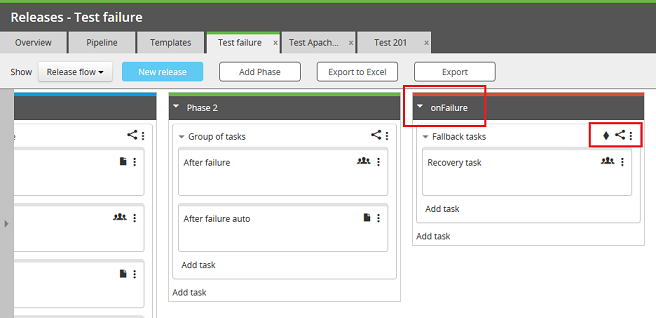 Releases - Test failure
Overview Pipeline Templates Test failure x Test Apach... x Test 201 x
Show Release flow New release Add Phase Export to Excel Export
Phase 2
Group of tasks
After failure
After failure auto
Add task
Add task
onFailure
Fallback tasks
Recovery task
Add task
Add task